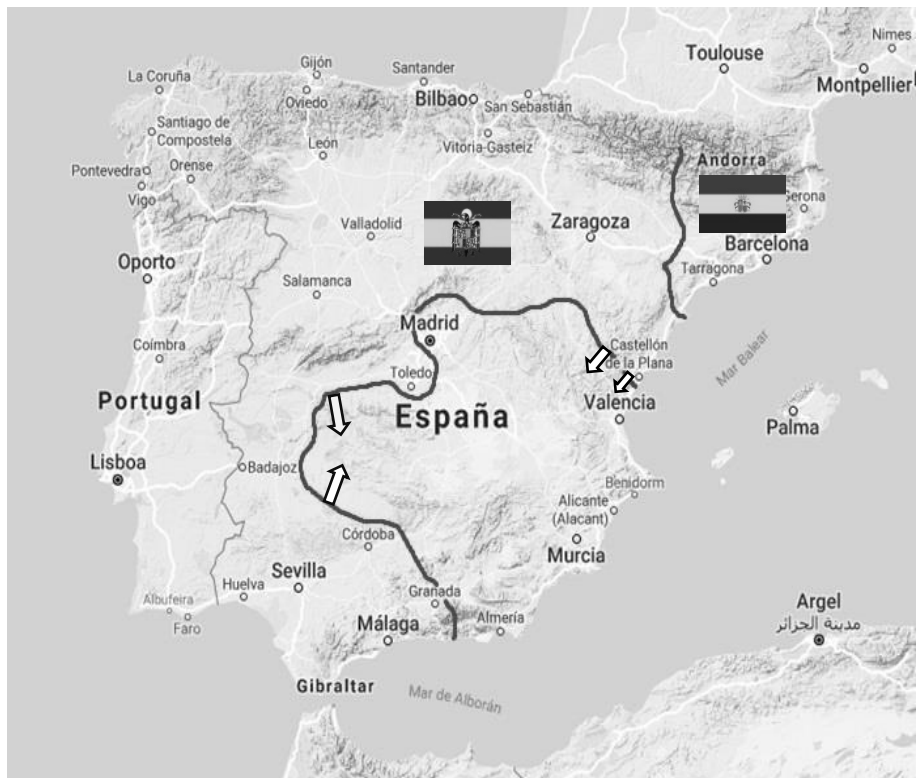 Nimes
Toulouse
Montpellier
Gijón
La Coruña
Santander
Oviedo
Bilbao
San Sebastián
Santiago de
Compostela
León
Vitoria-Gasteiz
Andorra
Pontevedra
Orense
Vigo
Gerona
Valladolid
Zaragoza
Barcelona
Oporto
Tarragona
Salamanca
Madrid
Castellón
de la Plana
Coímbra
Mar Balear
Toledo
Portugal
España
Valencia
Palma
Lisboa
Badajoz
Benidorm
Alicante
(Alacant)
Córdoba
Murcia
Sevilla
Huelva
Granada
Albufeira
Faro
Málaga
Almería
Argel
مدينة الجزائر
Gibraltar
Mar de Alborán